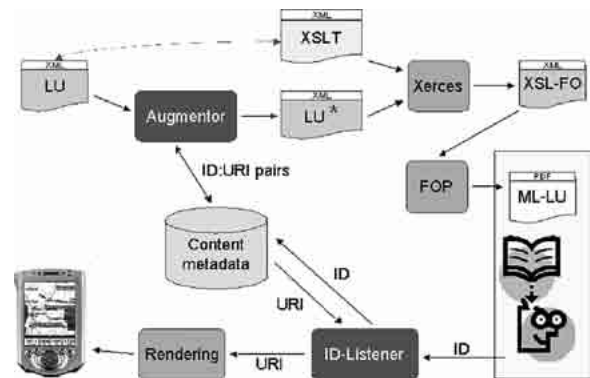 XML
XSLT
XML
LU
Augmentor
XML
LU*
Xerces
XML
XSL-FO
ID:URI pairs
FOP
PDF
ML-LU
Content
metadata
ID
URI
Rendering
URI
ID-Listener
ID